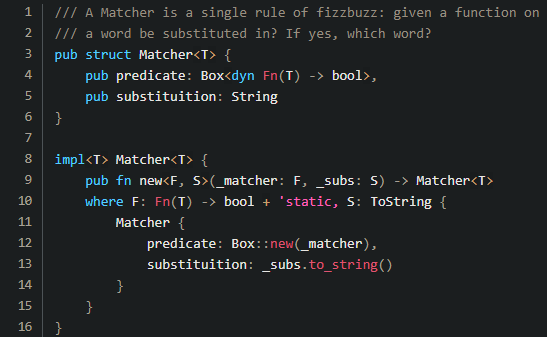 1 /// A Matcher is a single rule of fizzbuzz: given a function on
2 /// a word be substituted in? If yes, which word?
3 pub struct Matcher<T> {
4     pub predicate: Box<dyn Fn(T) -> bool>,
5     pub substituition: String
6 }
7
8 impl<T> Matcher<T> {
9     pub fn new<F, S>(_matcher: F, _subs: S) -> Matcher<T>
10     where F: Fn(T) -> bool + 'static, S: ToString {
11         Matcher {
12             predicate: Box::new(_matcher),
13             substituition: _subs.to_string()
14         }
15     }
16 }